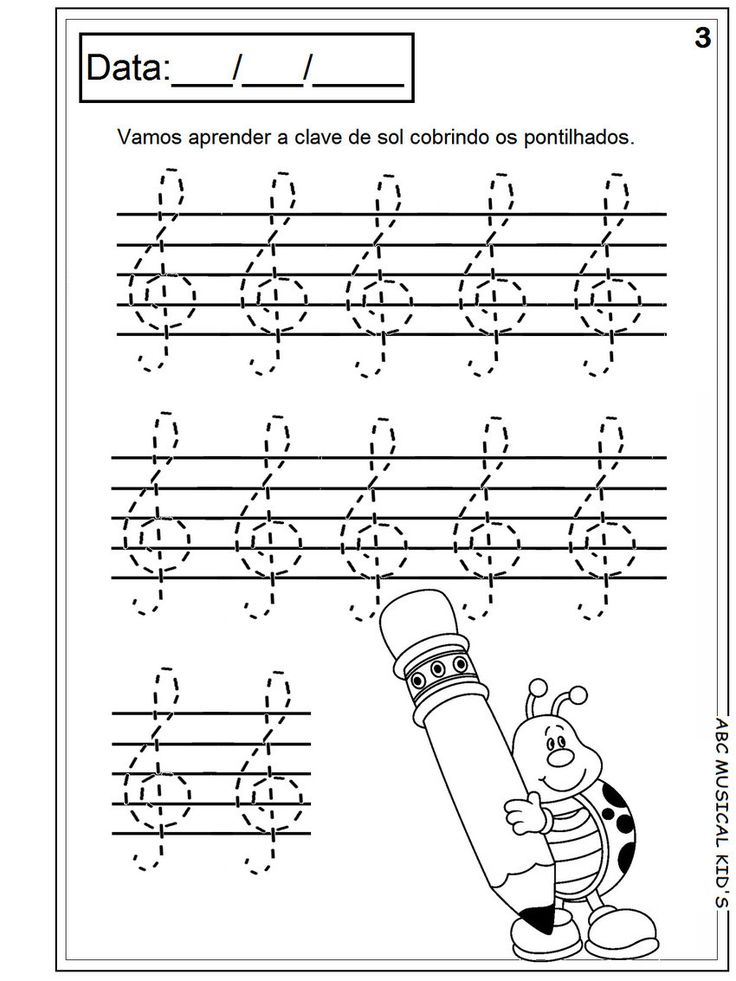 3
Data:___/___/_____
Vamos aprender a clave de sol cobrindo os pontilhados.
ABC MUSICAL KID'S